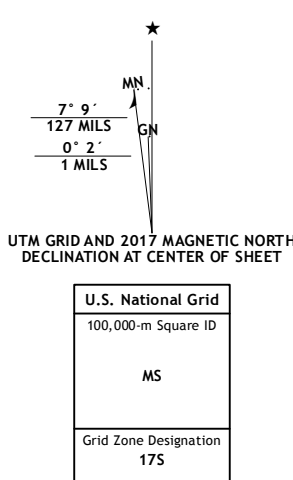 ★
MN
7° 9´
127 MILS
GN
0° 2´
1 MILS
UTM GRID AND 2017 MAGNETIC NORTH
DECLINATION AT CENTER OF SHEET
U.S. National Grid
100,000-m Square ID
MS
Grid Zone Designation
17S